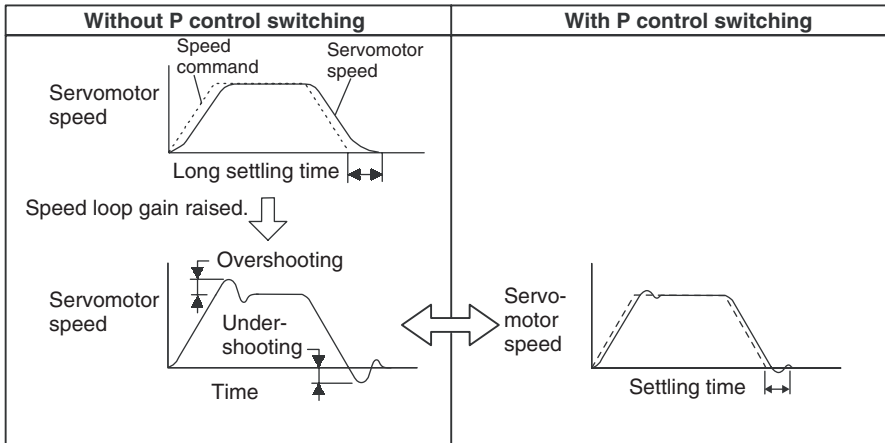 Without P control switching
With P control switching
Speed
command
Servomotor
speed
Servomotor
speed
Long settling time
Speed loop gain raised.
Overshooting
Servomotor
speed
Under-
shooting
Time
Servo-
motor
speed
Settling time